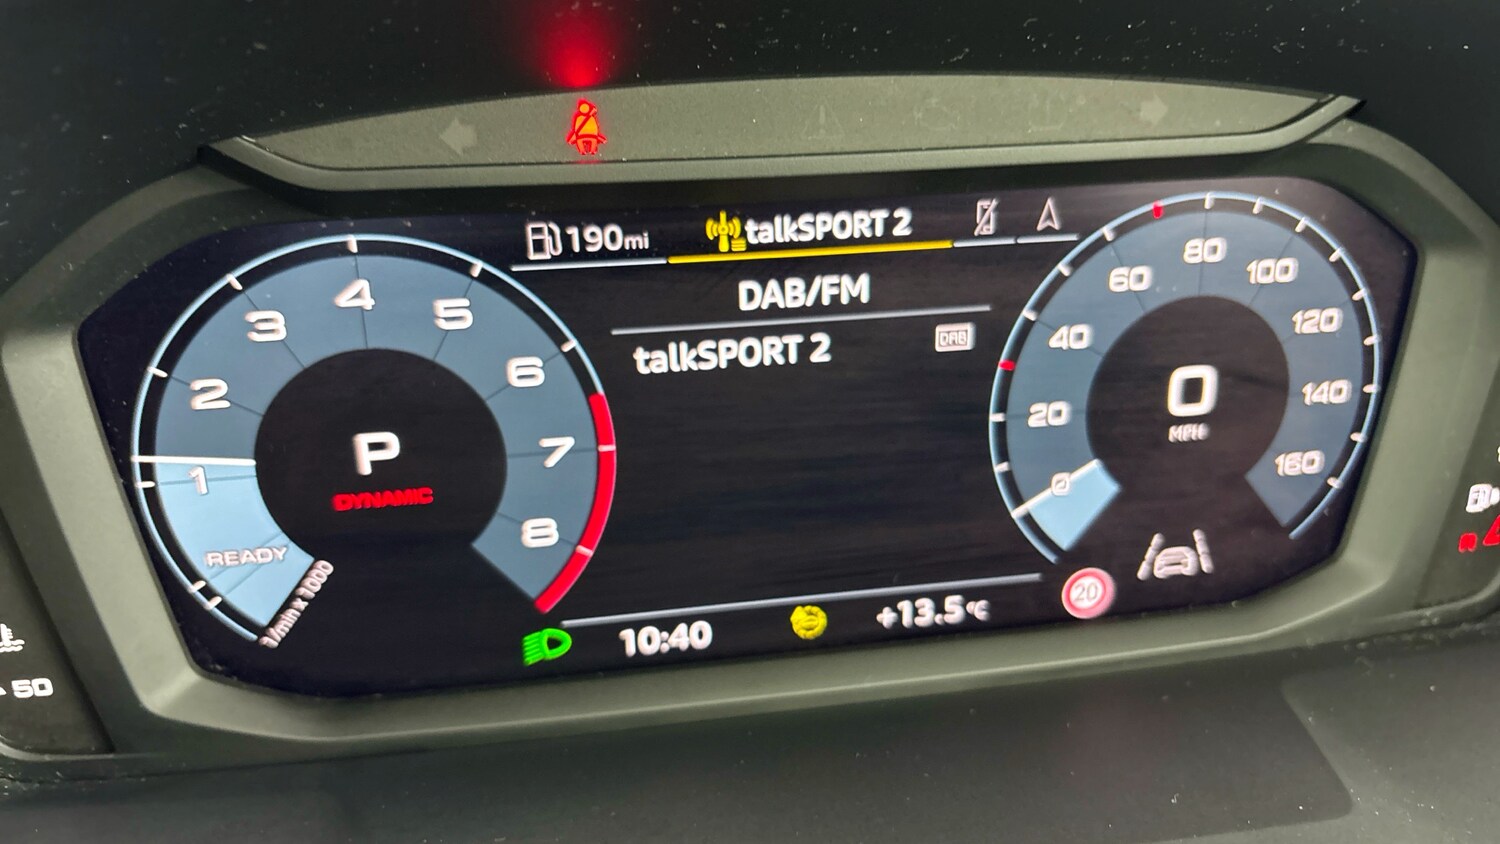 190mi
talkSPORT 2
DAB/FM
talkSPORT 2
DAB
1
2
3
4
5
6
7
8
P
DYNAMIC
READY
1/min x 1000
0
20
40
60
80
100
120
140
160
0
MPH
10:40
+13.5°C
20
50